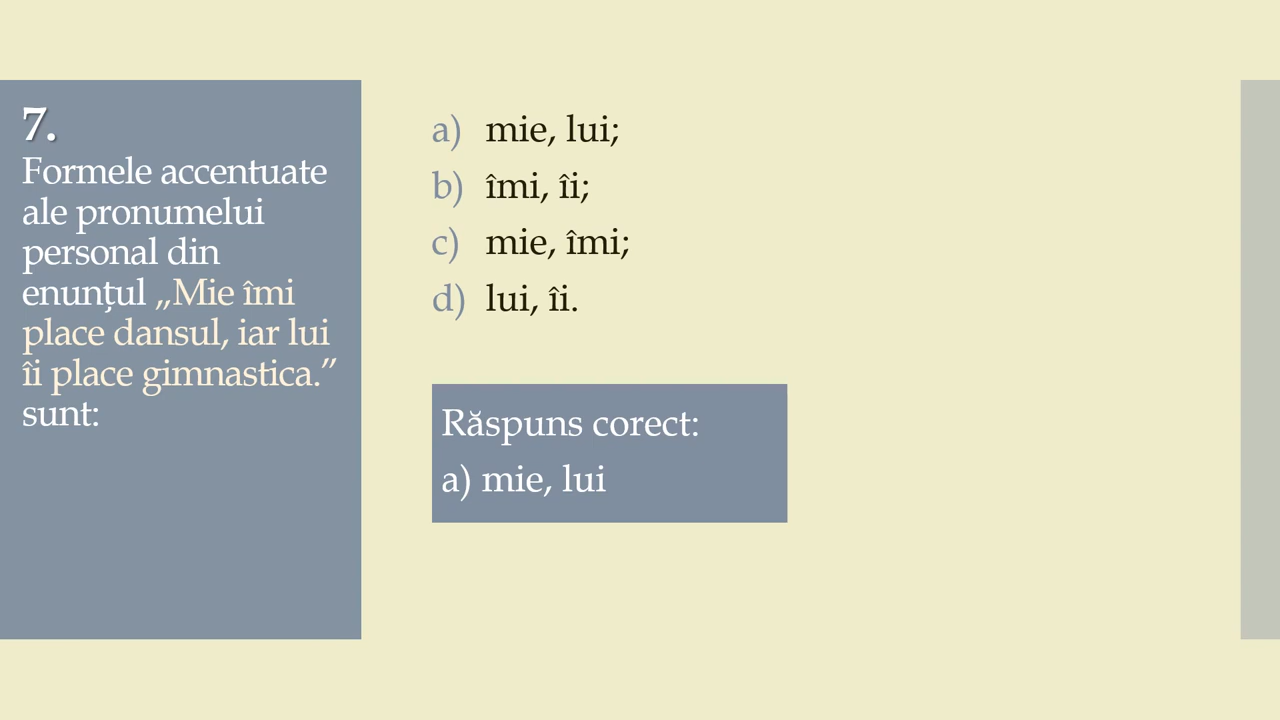 7.
Formele accentuate
ale pronumelui
personal din
enunțul „Mie îmi
place dansul, iar lui
îi place gimnastica.”
sunt:
a) mie, lui;
b) îmi, îi;
c) mie, îmi;
d) lui, îi.
Răspuns corect:
a) mie, lui